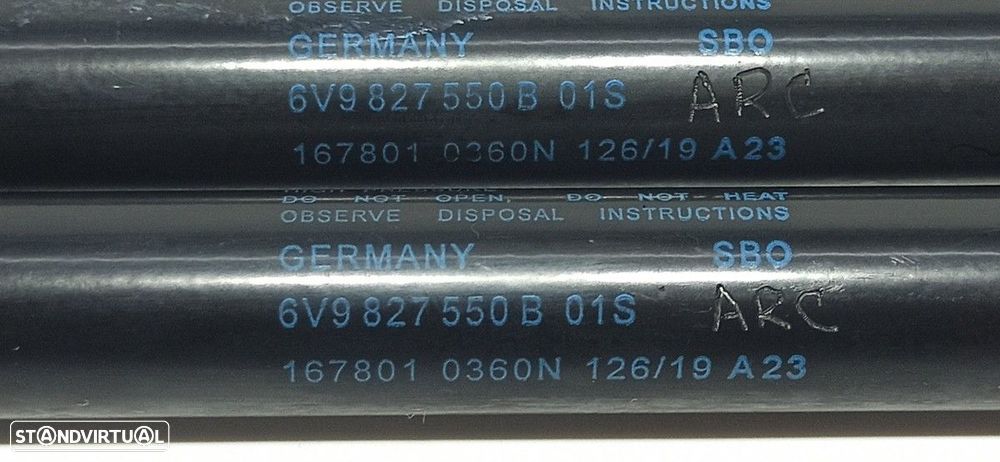 OBSERVE DISPOSAL INSTRUCTIONS
GERMANY SBO
6V9 827 550 B 01S ARC
167801 0360N 126/19 A23
DO NOT OPEN, DO NOT HEAT
OBSERVE DISPOSAL INSTRUCTIONS
GERMANY SBO
6V9 827 550 B 01S ARC
167801 0360N 126/19 A23
STANDVIRTUAL